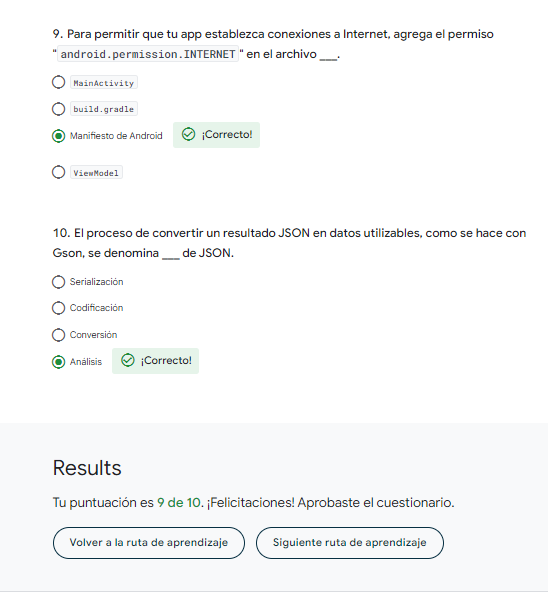 9. Para permitir que tu app establezca conexiones a Internet, agrega el permiso
"android.permission.INTERNET" en el archivo ___.
MainActivity
build.gradle
Manifiesto de Android ¡Correcto!
ViewModel
10. El proceso de convertir un resultado JSON en datos utilizables, como se hace con
Gson, se denomina ___ de JSON.
Serialización
Codificación
Conversión
Análisis ¡Correcto!
Results
Tu puntuación es 9 de 10. ¡Felicitaciones! Aprobaste el cuestionario.
Volver a la ruta de aprendizaje Siguiente ruta de aprendizaje